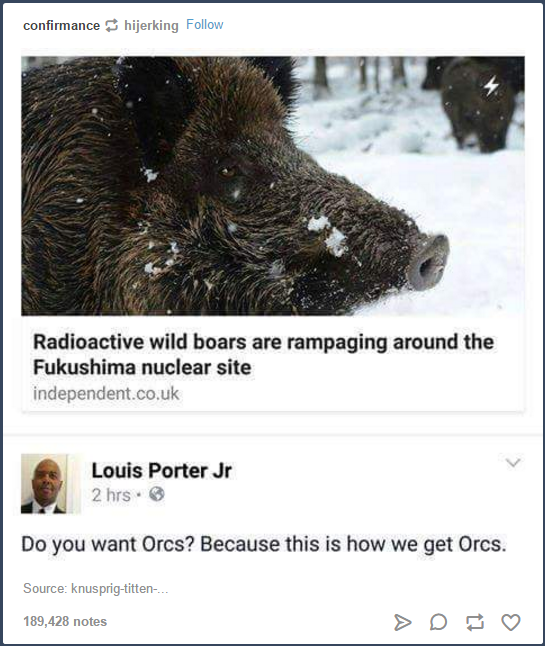 confirmance hijerking Follow
Radioactive wild boars are rampaging around the
Fukushima nuclear site
independent.co.uk
Louis Porter Jr
2 hrs •
Do you want Orcs? Because this is how we get Orcs.
Source: knusprig-titten-...
189,428 notes